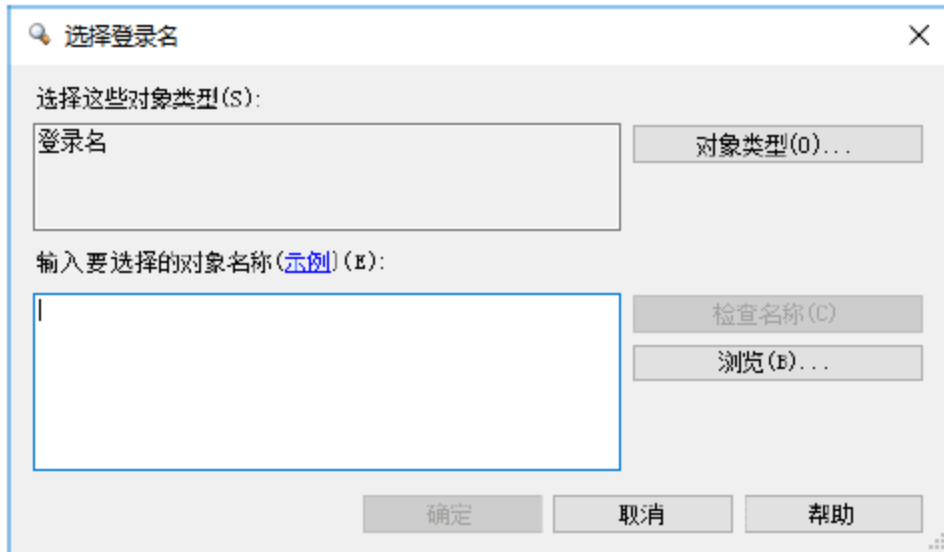 选择登录名
选择这些对象类型(S):
登录名
对象类型(O)...
输入要选择的对象名称(示例)(E):
检查名称(C)
浏览(B)...
确定
取消
帮助